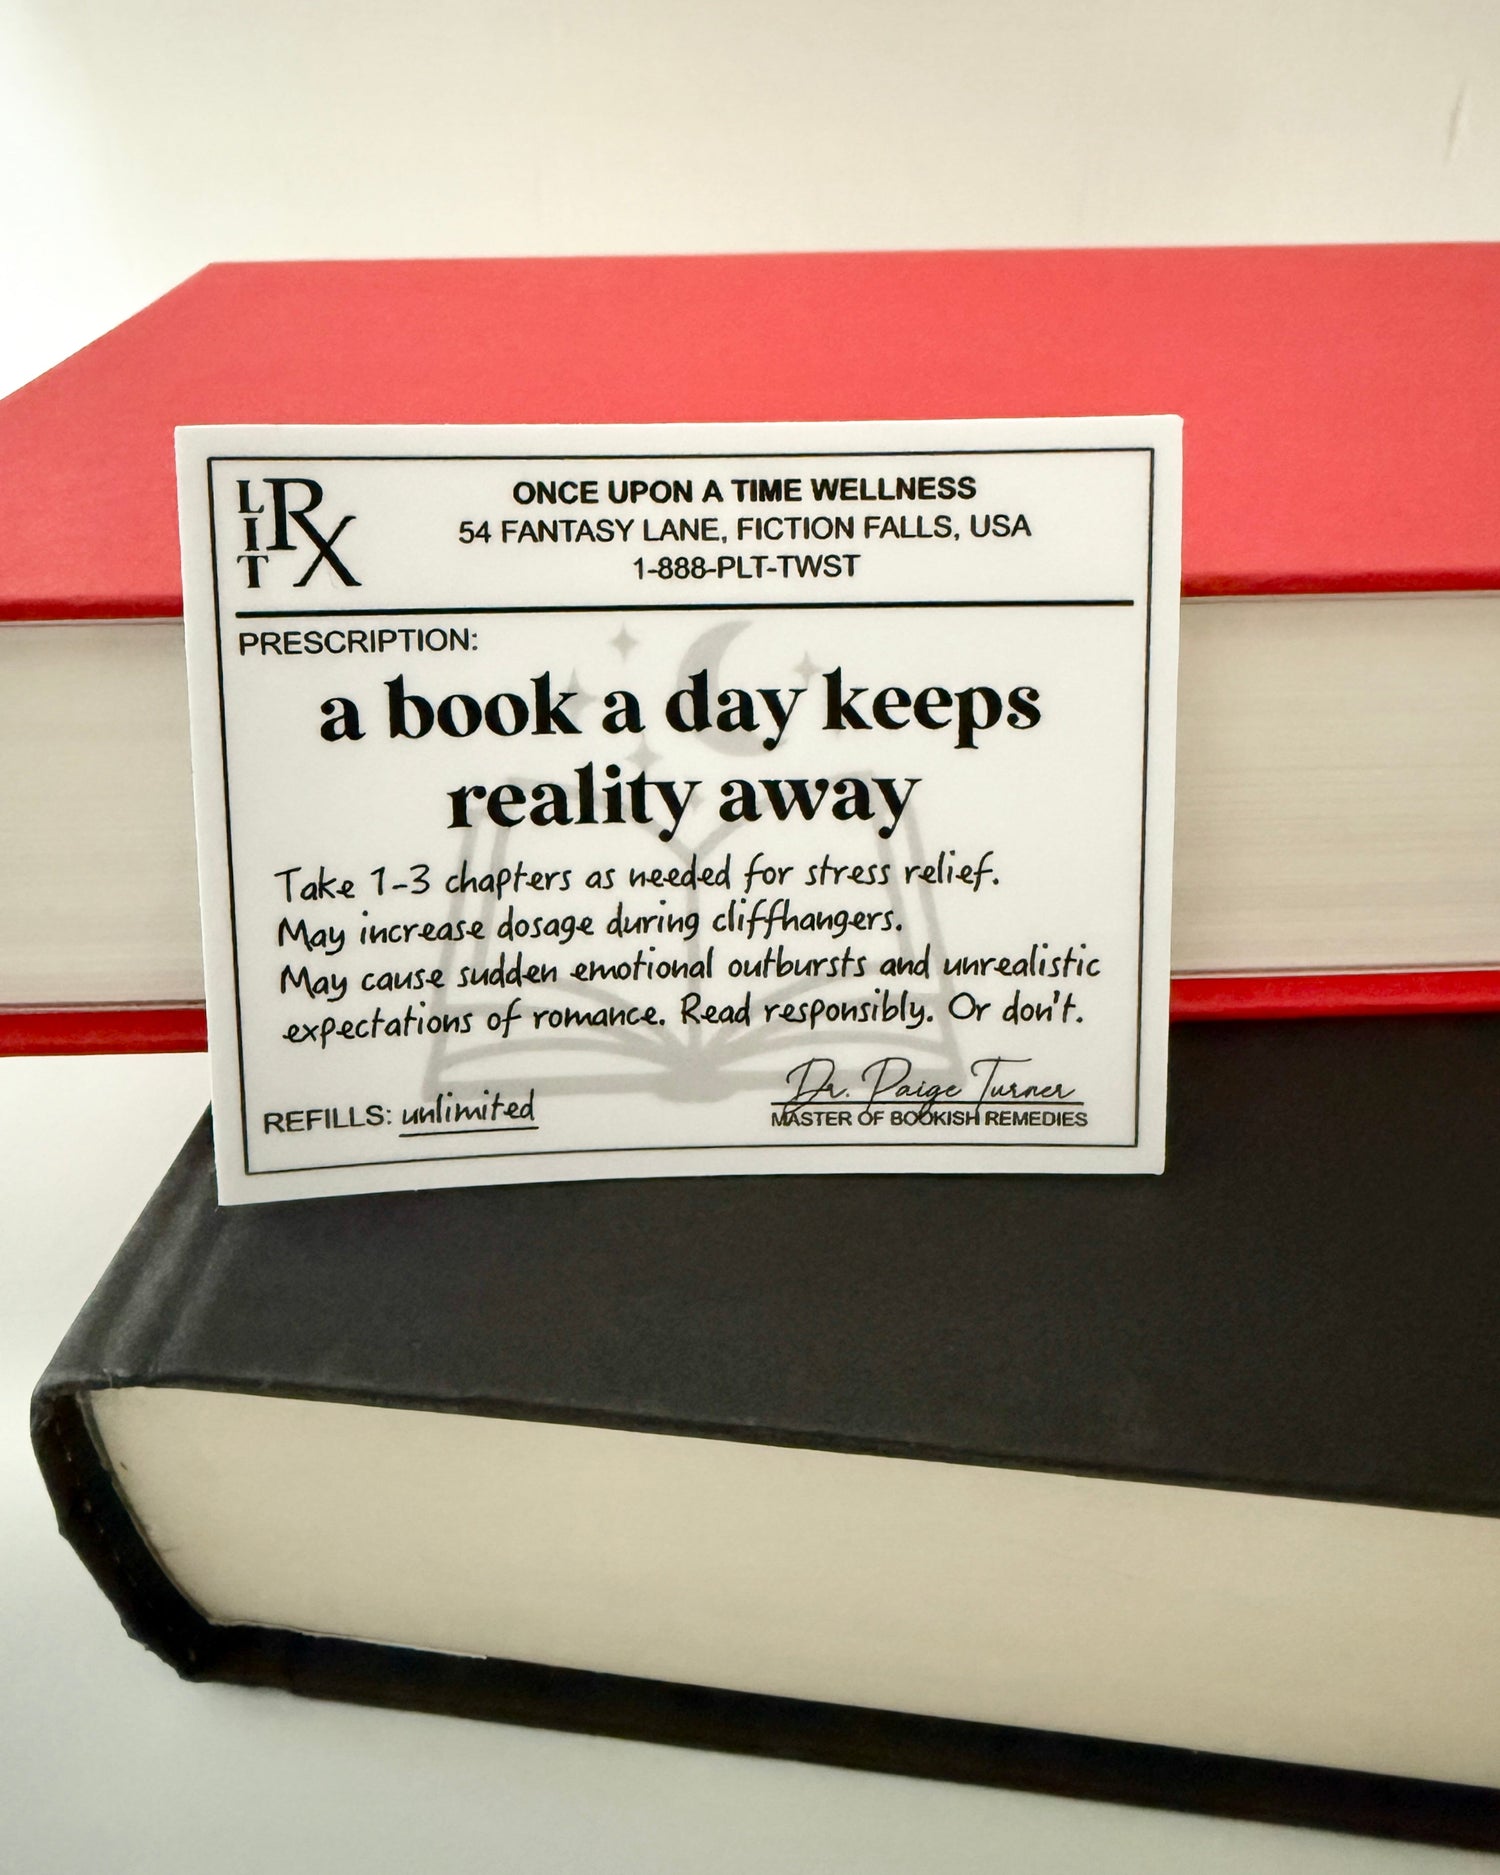 LIT RX
ONCE UPON A TIME WELLNESS
54 FANTASY LANE, FICTION FALLS, USA
1-888-PLT-TWST
PRESCRIPTION:
a book a day keeps
reality away
Take 1-3 chapters as needed for stress relief.
May increase dosage during cliffhangers.
May cause sudden emotional outbursts and unrealistic
expectations of romance. Read responsibly. Or don't.
REFILLS: unlimited
Dr. Paige Turner
MASTER OF BOOKISH REMEDIES